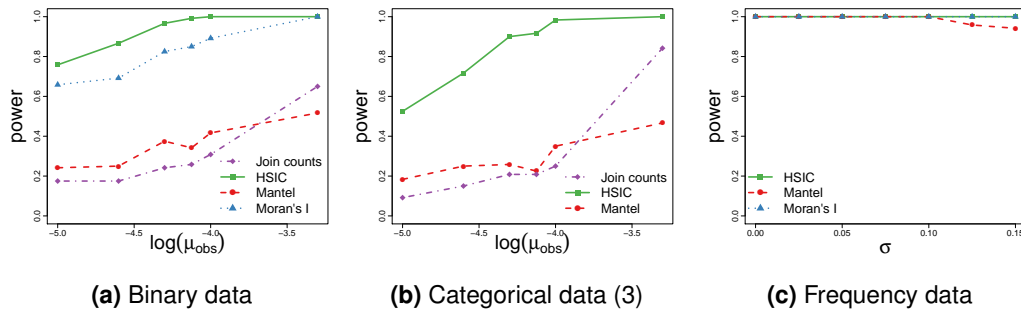 power
1.0
0.8
0.6
0.4
0.2
0.0
Join counts
HSIC
Mantel
Moran's I
−5.0
−4.5
−4.0
−3.5
log(μobs)
(a) Binary data
power
1.0
0.8
0.6
0.4
0.2
0.0
Join counts
HSIC
Mantel
−5.0
−4.5
−4.0
−3.5
log(μobs)
(b) Categorical data (3)
power
1.0
0.8
0.6
0.4
0.2
0.0
HSIC
Mantel
Moran's I
0.00
0.05
0.10
0.15
σ
(c) Frequency data